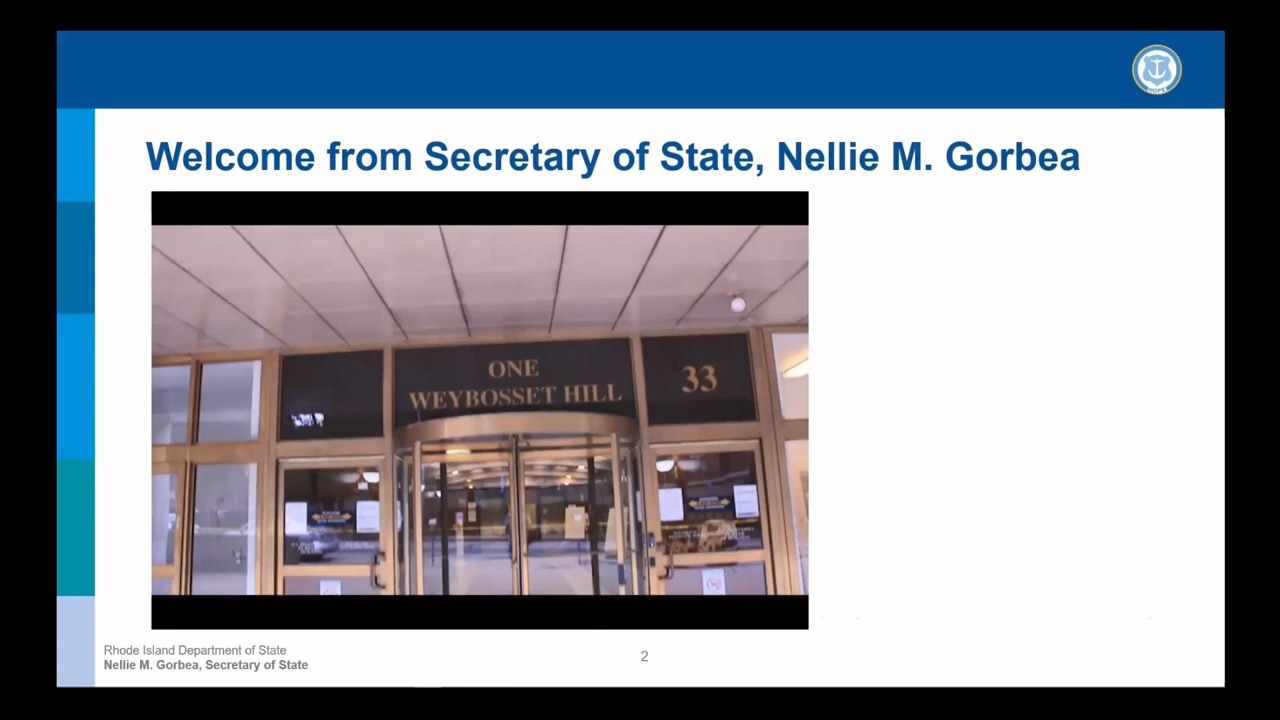 HOPE
Welcome from Secretary of State, Nellie M. Gorbea
ONE
WEYBOSSET HILL
33
Rhode Island Department of State
Nellie M. Gorbea, Secretary of State
2